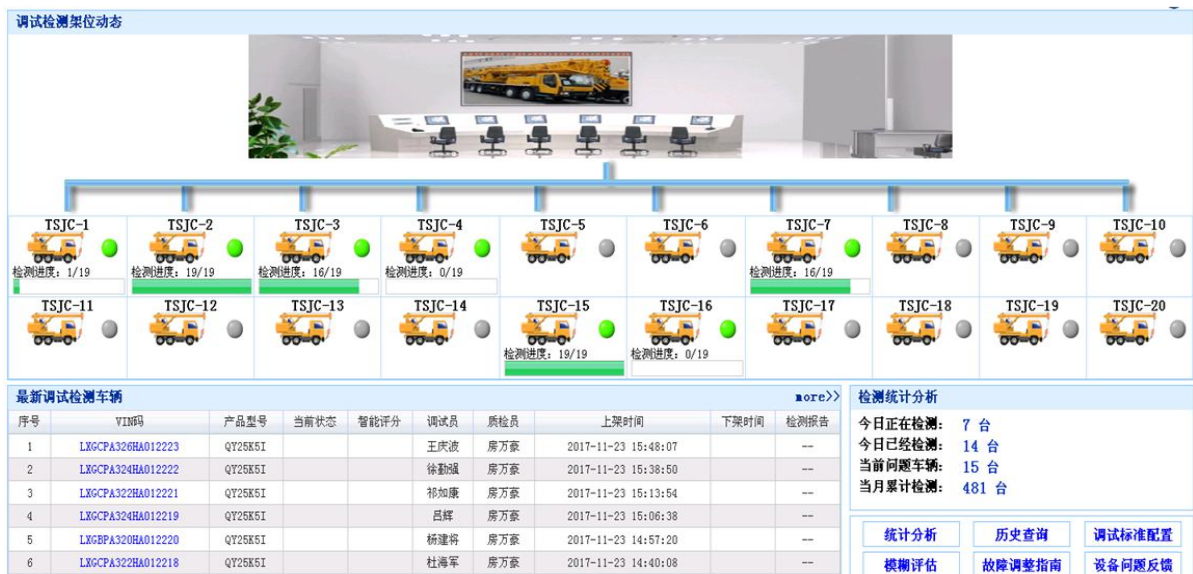 调试检测架位动态
TSJC-1 TSJC-2 TSJC-3 TSJC-4 TSJC-5 TSJC-6 TSJC-7 TSJC-8 TSJC-9 TSJC-10
检测进度: 1/19 检测进度: 19/19 检测进度: 16/19 检测进度: 0/19 检测进度: 16/19
TSJC-11 TSJC-12 TSJC-13 TSJC-14 TSJC-15 TSJC-16 TSJC-17 TSJC-18 TSJC-19 TSJC-20
检测进度: 19/19 检测进度: 0/19
最新调试检测车辆 more>>
序号 VIN码 产品型号 当前状态 智能评分 调试员 质检员 上架时间 下架时间 检测报告
1 LXGCPA326HA012223 QY25K5I 王庆波 房万豪 2017-11-23 15:48:07 --
2 LXGCPA324HA012222 QY25K5I 徐勤强 房万豪 2017-11-23 15:38:50 --
3 LXGCPA322HA012221 QY25K5I 祁如康 房万豪 2017-11-23 15:13:54 --
4 LXGCPA324HA012219 QY25K5I 吕辉 房万豪 2017-11-23 15:06:38 --
5 LXGBPA320HA012220 QY25K5I 杨建将 房万豪 2017-11-23 14:57:20 --
6 LXGCPA322HA012218 QY25K5I 杜海军 房万豪 2017-11-23 14:40:08 --
检测统计分析
今日正在检测: 7 台
今日已经检测: 14 台
当前问题车辆: 15 台
当月累计检测: 481 台
统计分析 历史查询 调试标准配置
模糊评估 故障调整指南 设备问题反馈